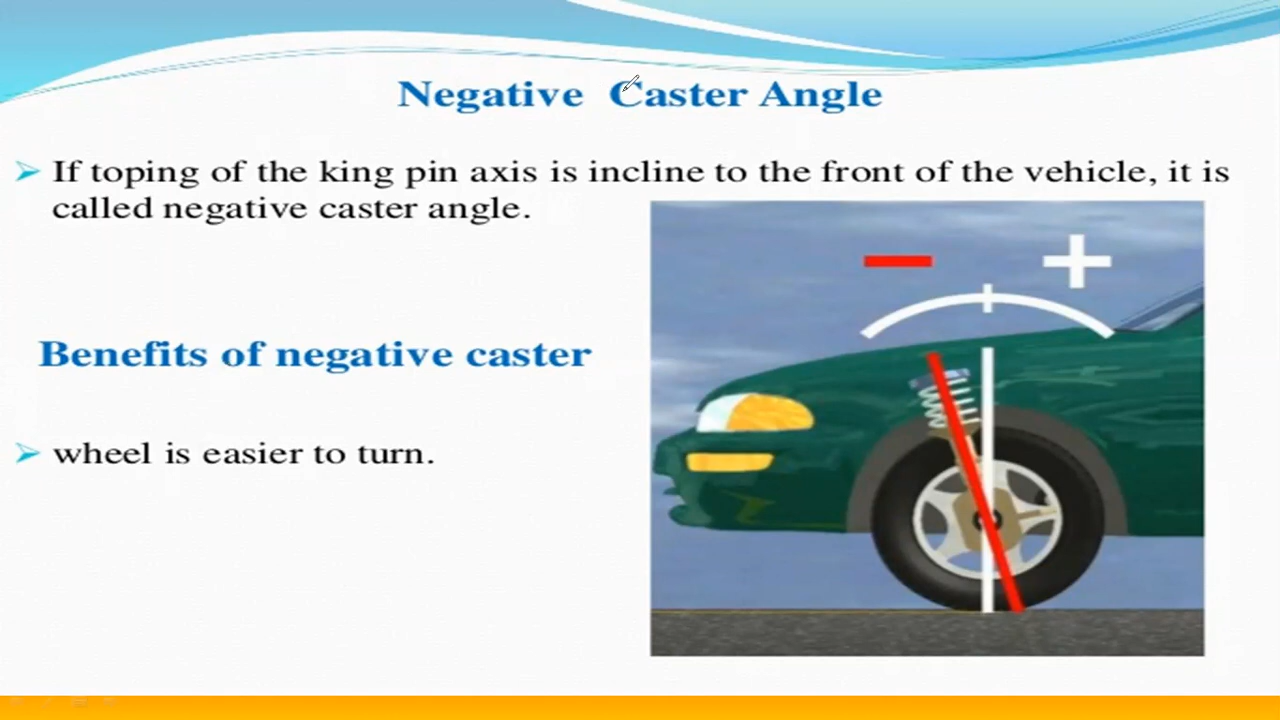 Negative Caster Angle
If toping of the king pin axis is incline to the front of the vehicle, it is
called negative caster angle.
Benefits of negative caster
wheel is easier to turn.